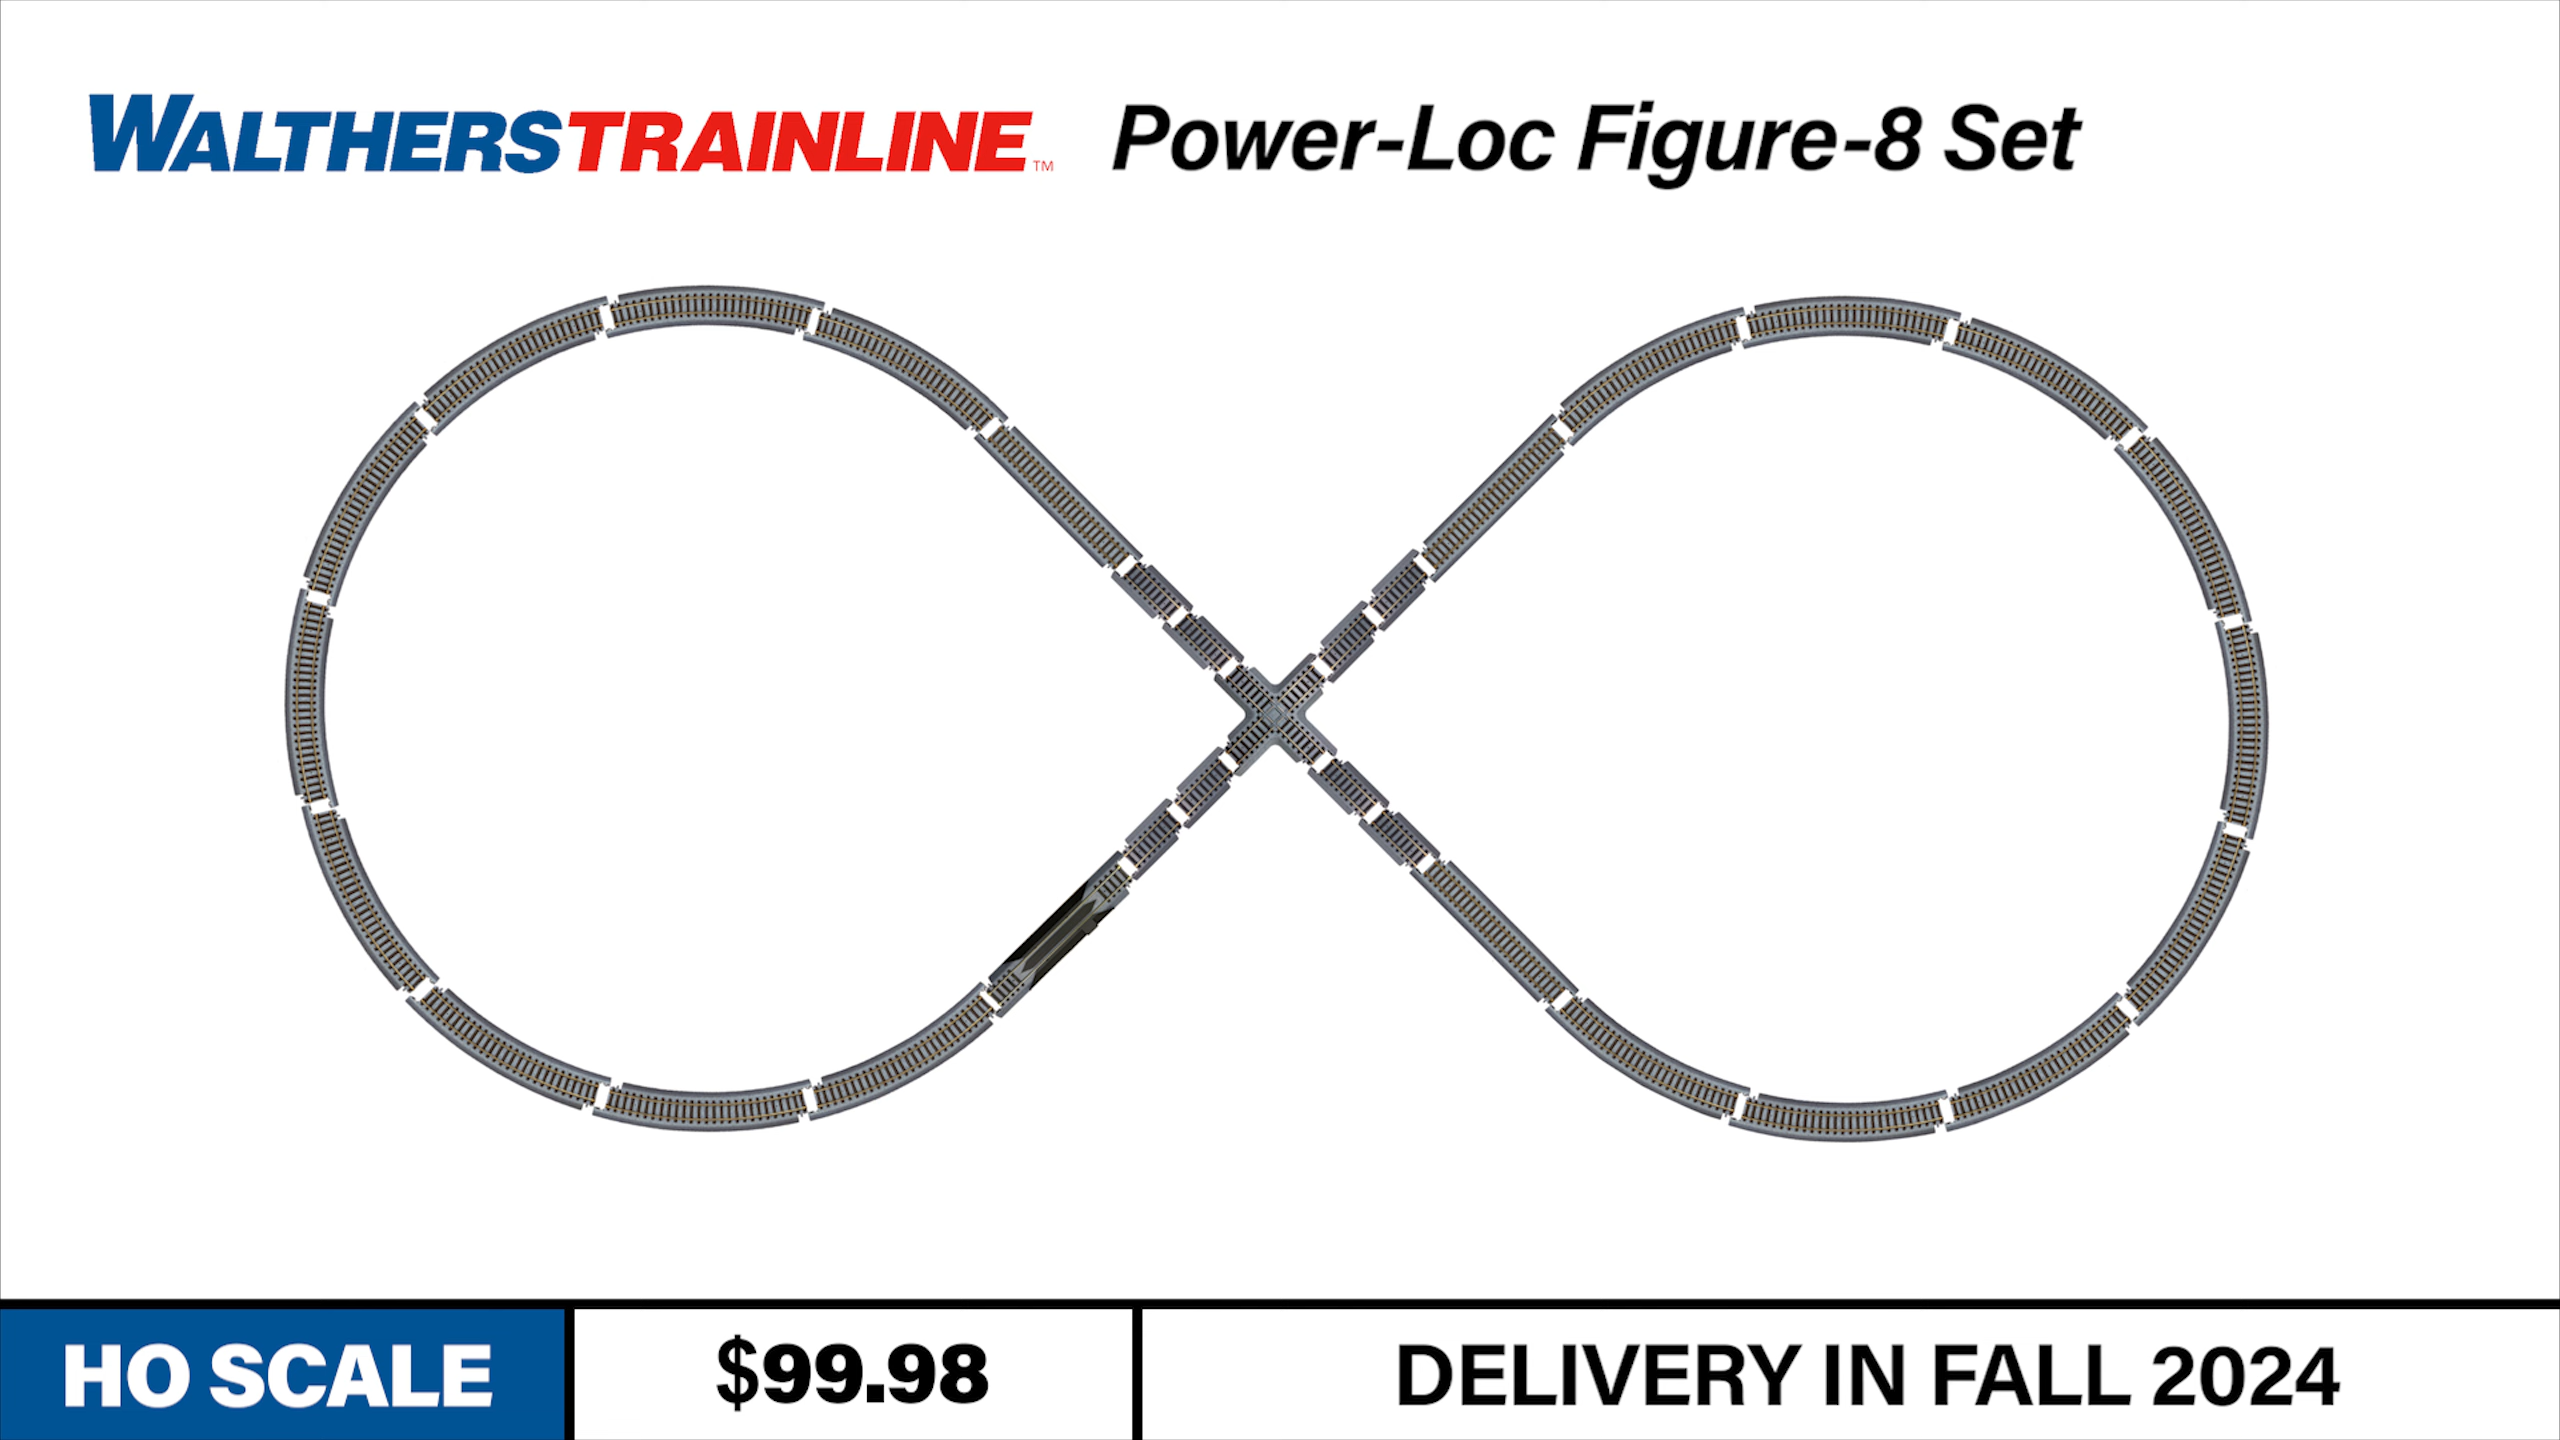 WALTHERSTRAINLINE™ Power-Loc Figure-8 Set
HO SCALE
$99.98
DELIVERY IN FALL 2024